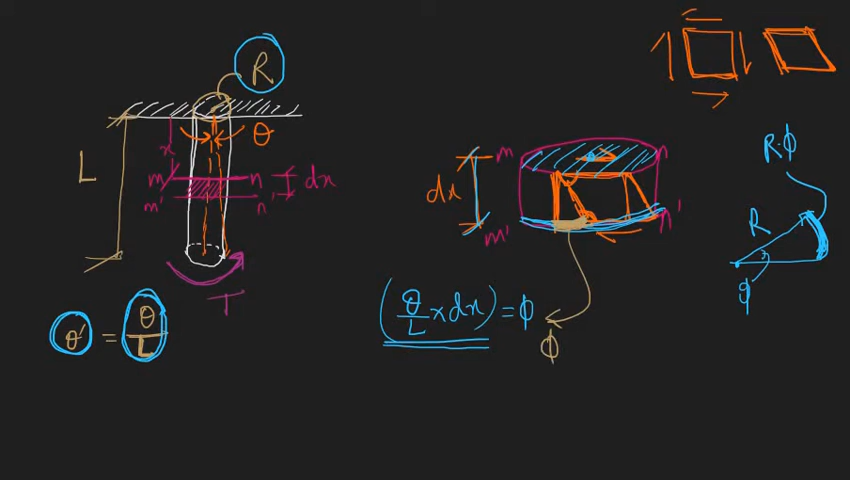 R
θ
L
x
m n
dx
m' n'
T
θ' = θ/L
m n
dx
m' n'
(θ/L × dx) = ϕ
ϕ
R·ϕ
R
ϕ